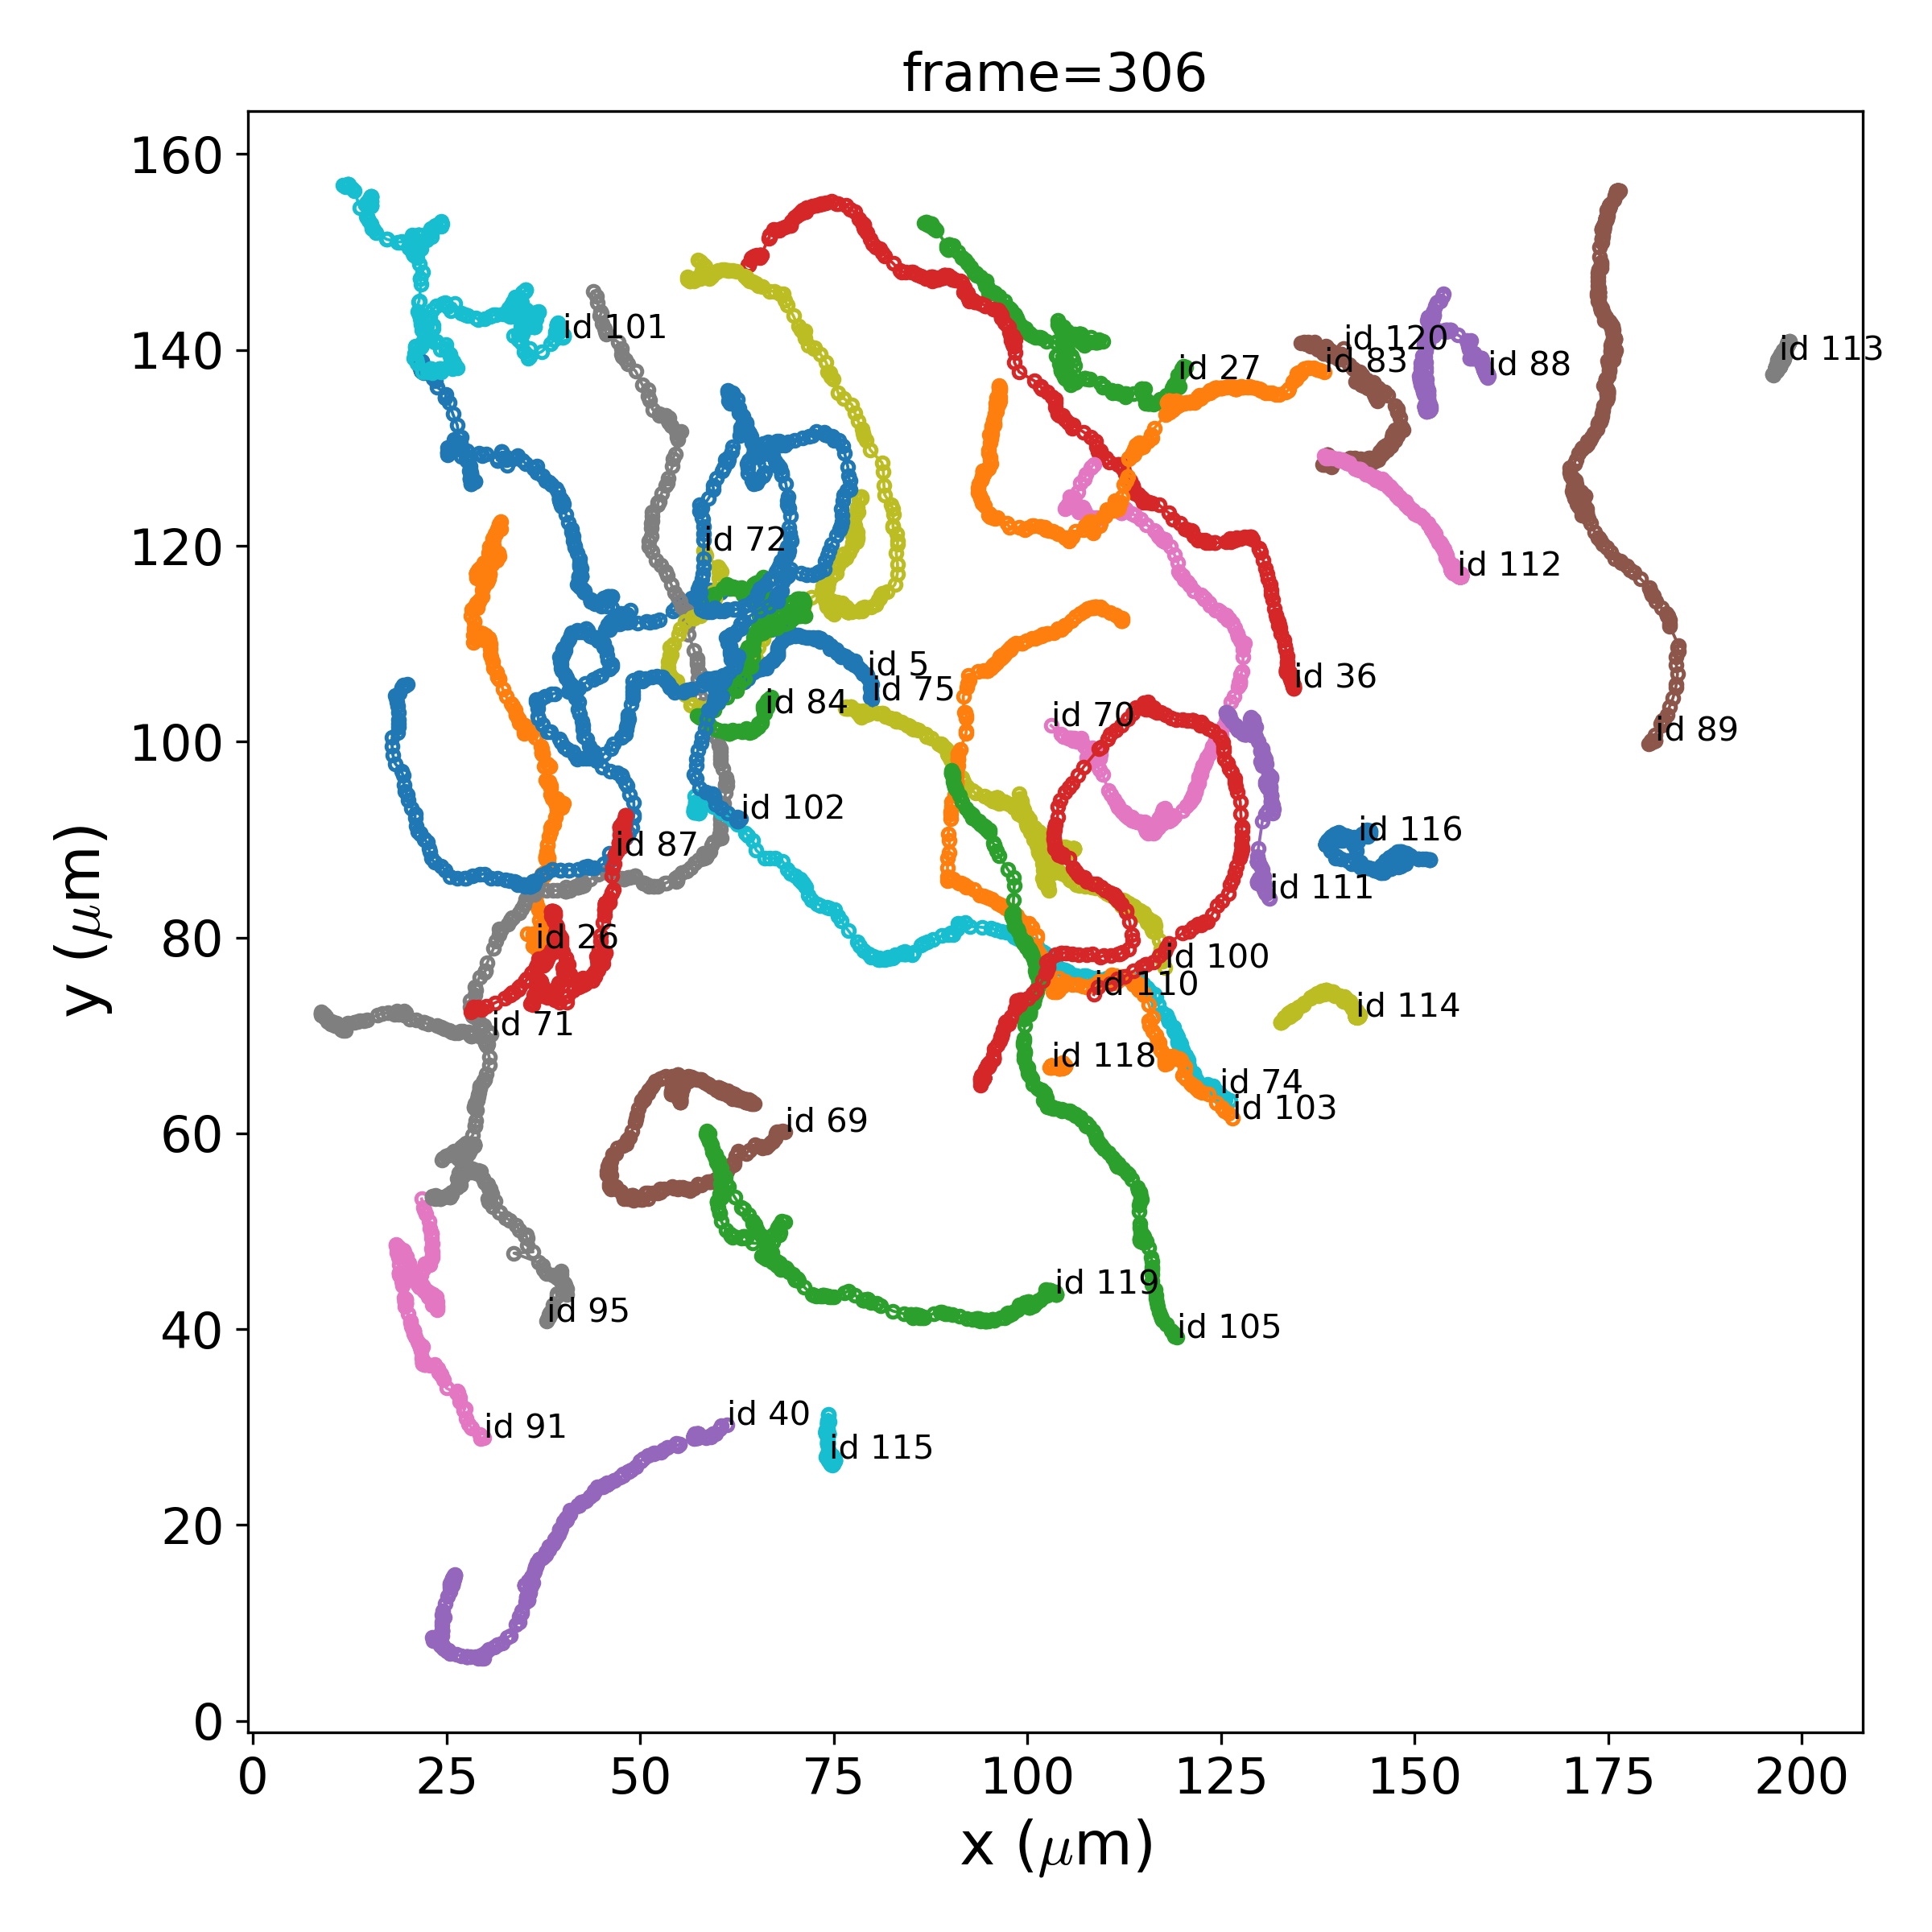 frame=306
160
140
120
100
80
60
40
20
0
y (μm)
id 101
id 27
id 120
id 83
id 88
id 113
id 72
id 112
id 5
id 75
id 84
id 70
id 36
id 89
id 102
id 87
id 116
id 111
id 26
id 100
id 110
id 114
id 71
id 118
id 74
id 103
id 69
id 119
id 105
id 95
id 91
id 40
id 115
0 25 50 75 100 125 150 175 200
x (μm)